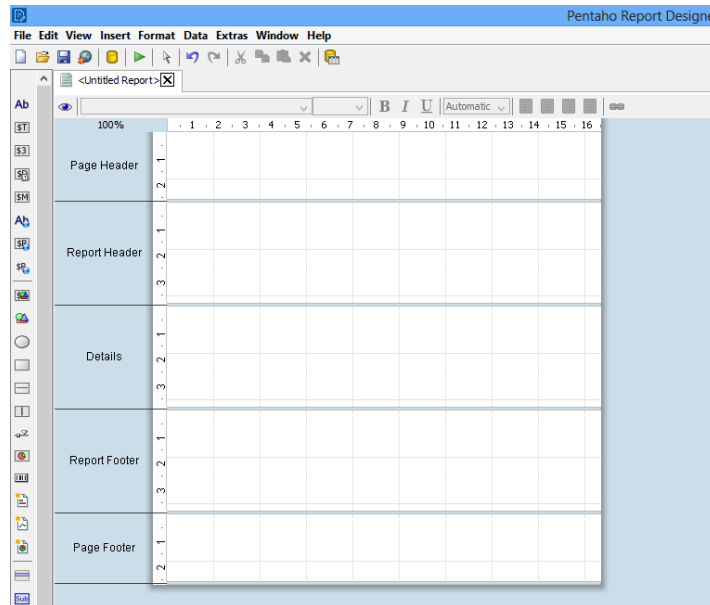 Pentaho Report Designe
File Edit View Insert Format Data Extras Window Help
<Untitled Report>
Ab
B I U Automatic
$T
100%
1 2 3 4 5 6 7 8 9 10 11 12 13 14 15 16
$3
Page Header
1
2
$M
Ab
$P
Report Header
1
2
3
$P
Details
1
2
3
Report Footer
1
2
3
Page Footer
1
2
Sub